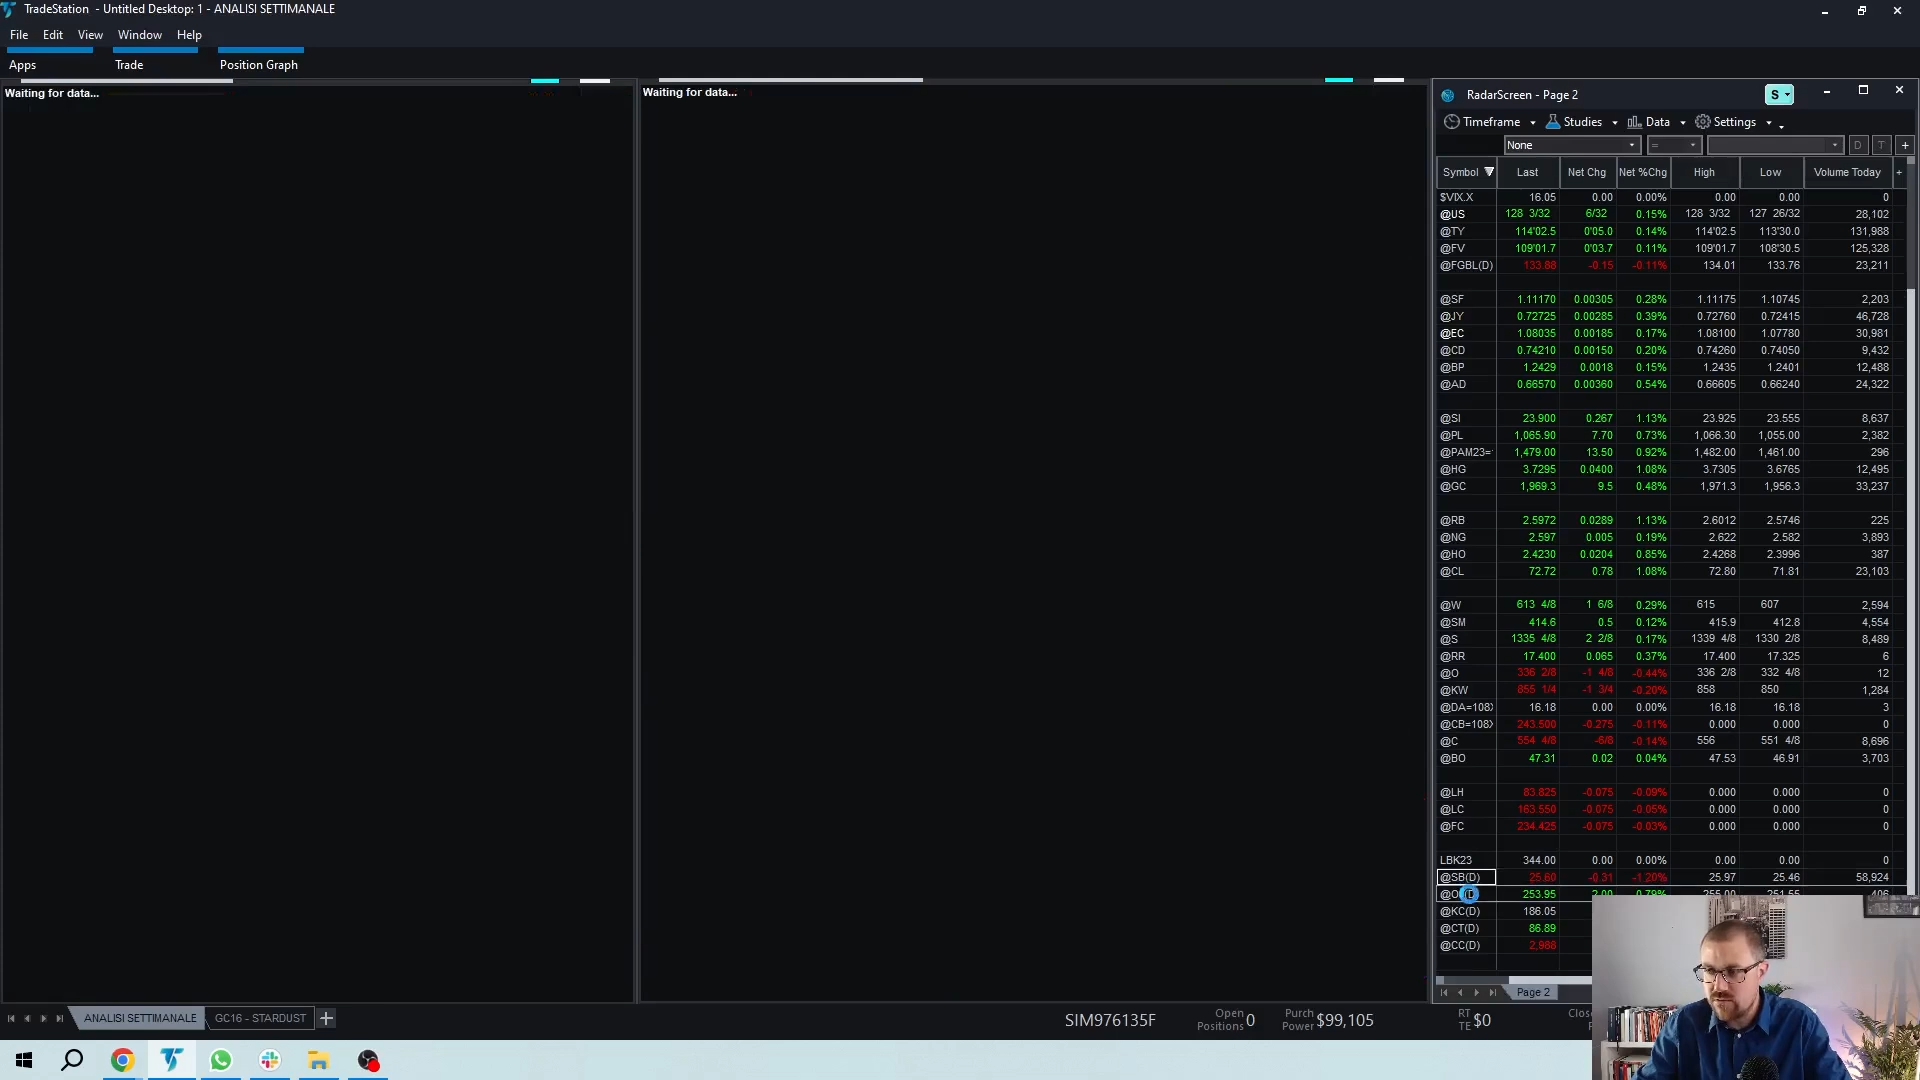 TradeStation - Untitled Desktop: 1 - ANALISI SETTIMANALE
File Edit View Window Help
Apps Trade Position Graph
Waiting for data...
Waiting for data...
RadarScreen - Page 2
S
Timeframe Studies Data Settings
None = D T +
Symbol Last Net Chg Net %Chg High Low Volume Today +
$VIX.X 16.05 0.00 0.00% 0.00 0.00 0
@US 128 3/32 6/32 0.15% 128 3/32 127 26/32 28,102
@TY 114'02.5 0'05.0 0.14% 114'02.5 113'30.0 131,988
@FV 109'01.7 0'03.7 0.11% 109'01.7 108'30.5 125,328
@FGBL(D) 133.88 -0.15 -0.11% 134.01 133.76 23,211
@SF 1.11170 0.00305 0.28% 1.11175 1.10745 2,203
@JY 0.72725 0.00285 0.39% 0.72760 0.72415 46,728
@EC 1.08035 0.00185 0.17% 1.08100 1.07780 30,981
@CD 0.74210 0.00150 0.20% 0.74260 0.74050 9,432
@BP 1.2429 0.0018 0.15% 1.2435 1.2401 12,488
@AD 0.66570 0.00360 0.54% 0.66605 0.66240 24,322
@SI 23.900 0.267 1.13% 23.925 23.555 8,637
@PL 1,065.90 7.70 0.73% 1,066.30 1,055.00 2,382
@PAM23= 1,479.00 13.50 0.92% 1,482.00 1,461.00 296
@HG 3.7295 0.0400 1.08% 3.7305 3.6765 12,495
@GC 1,969.3 9.5 0.48% 1,971.3 1,956.3 33,237
@RB 2.5972 0.0289 1.13% 2.6012 2.5746 225
@NG 2.597 0.005 0.19% 2.622 2.582 3,893
@HO 2.4230 0.0204 0.85% 2.4268 2.3996 387
@CL 72.72 0.78 1.08% 72.80 71.81 23,103
@W 613 4/8 1 6/8 0.29% 615 607 2,594
@SM 414.6 0.5 0.12% 415.9 412.8 4,554
@S 1335 4/8 2 2/8 0.17% 1339 4/8 1330 2/8 8,489
@RR 17.400 0.065 0.37% 17.400 17.325 6
@O 336 2/8 -1 4/8 -0.44% 336 2/8 332 4/8 12
@KW 855 1/4 -1 3/4 -0.20% 858 850 1,284
@DA=108 16.18 0.00 0.00% 16.18 16.18 3
@CB=108 243.500 -0.275 -0.11% 0.000 0.000 0
@C 554 4/8 -6/8 -0.14% 556 551 4/8 8,696
@BO 47.31 0.02 0.04% 47.53 46.91 3,703
@LH 83.825 -0.075 -0.09% 0.000 0.000 0
@LC 163.550 -0.075 -0.05% 0.000 0.000 0
@FC 234.425 -0.075 -0.03% 0.000 0.000 0
LBK23 344.00 0.00 0.00% 0.00 0.00 0
@SB(D) 25.60 -0.31 -1.20% 25.97 25.46 58,924
253.95 2.00 0.79% 255.00 251.55 406
@KC(D) 186.05
@CT(D) 86.89
@CC(D) 2,988
Page 2
ANALISI SETTIMANALE GC16 - STARDUST +
SIM976135F Open Positions 0 Purch Power $99,105 RT TE $0